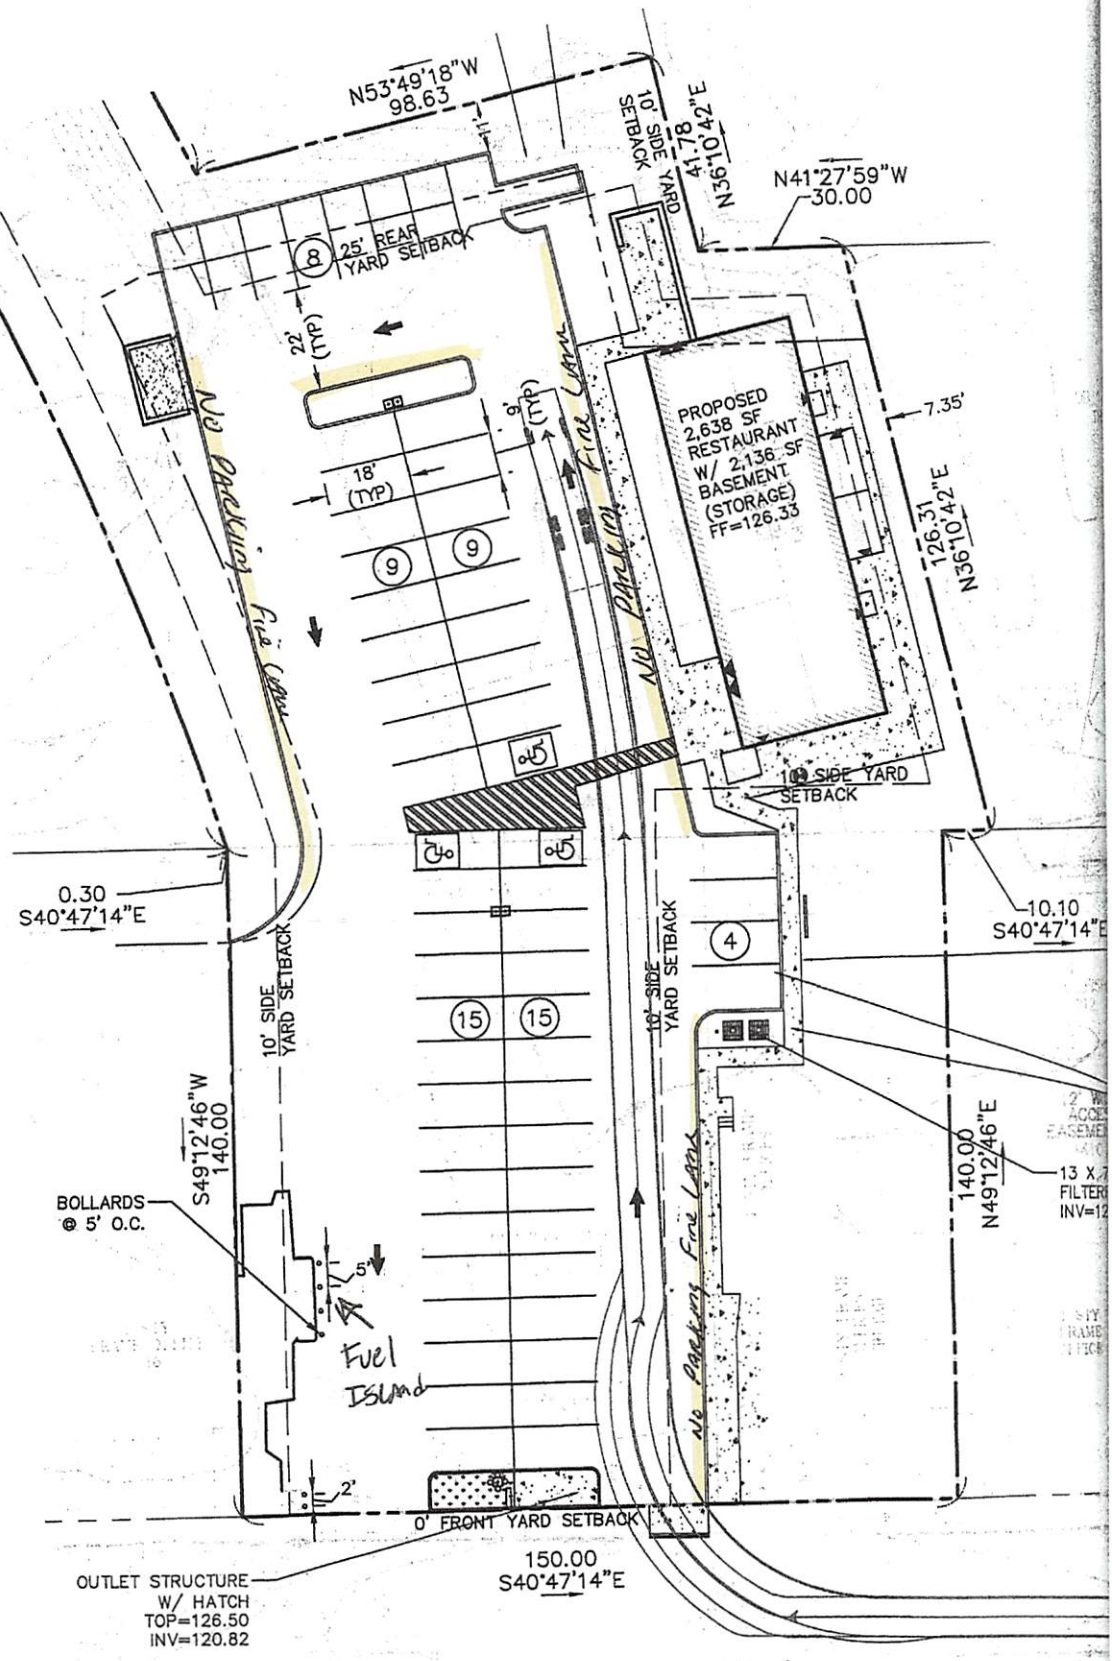 N53°49'18"W
98.63
11'
10' SIDE YARD
SETBACK
41.78
N36°10'42"E
N41°27'59"W
30.00
8
25' REAR
YARD SETBACK
22'
(TYP)
No Parking Fire Lane
9'
(TYP)
No Parking Fire Lane
PROPOSED
2,638 SF
RESTAURANT
W/ 2,136 SF
BASEMENT
(STORAGE)
FF=126.33
7.35'
126.31
N36°10'42"E
18'
(TYP)
9
9
10' SIDE YARD
SETBACK
0.30
S40°47'14"E
10.10
S40°47'14"E
10' SIDE
YARD SETBACK
10' SIDE
YARD SETBACK
4
15
15
S49°12'46"W
140.00
140.00
N49°12'46"E
BOLLARDS
@ 5' O.C.
5'
Fuel
Island
No Parking Fire Lane
13 X
FILTER
INV=12
2'
0' FRONT YARD SETBACK
150.00
S40°47'14"E
OUTLET STRUCTURE
W/ HATCH
TOP=126.50
INV=120.82